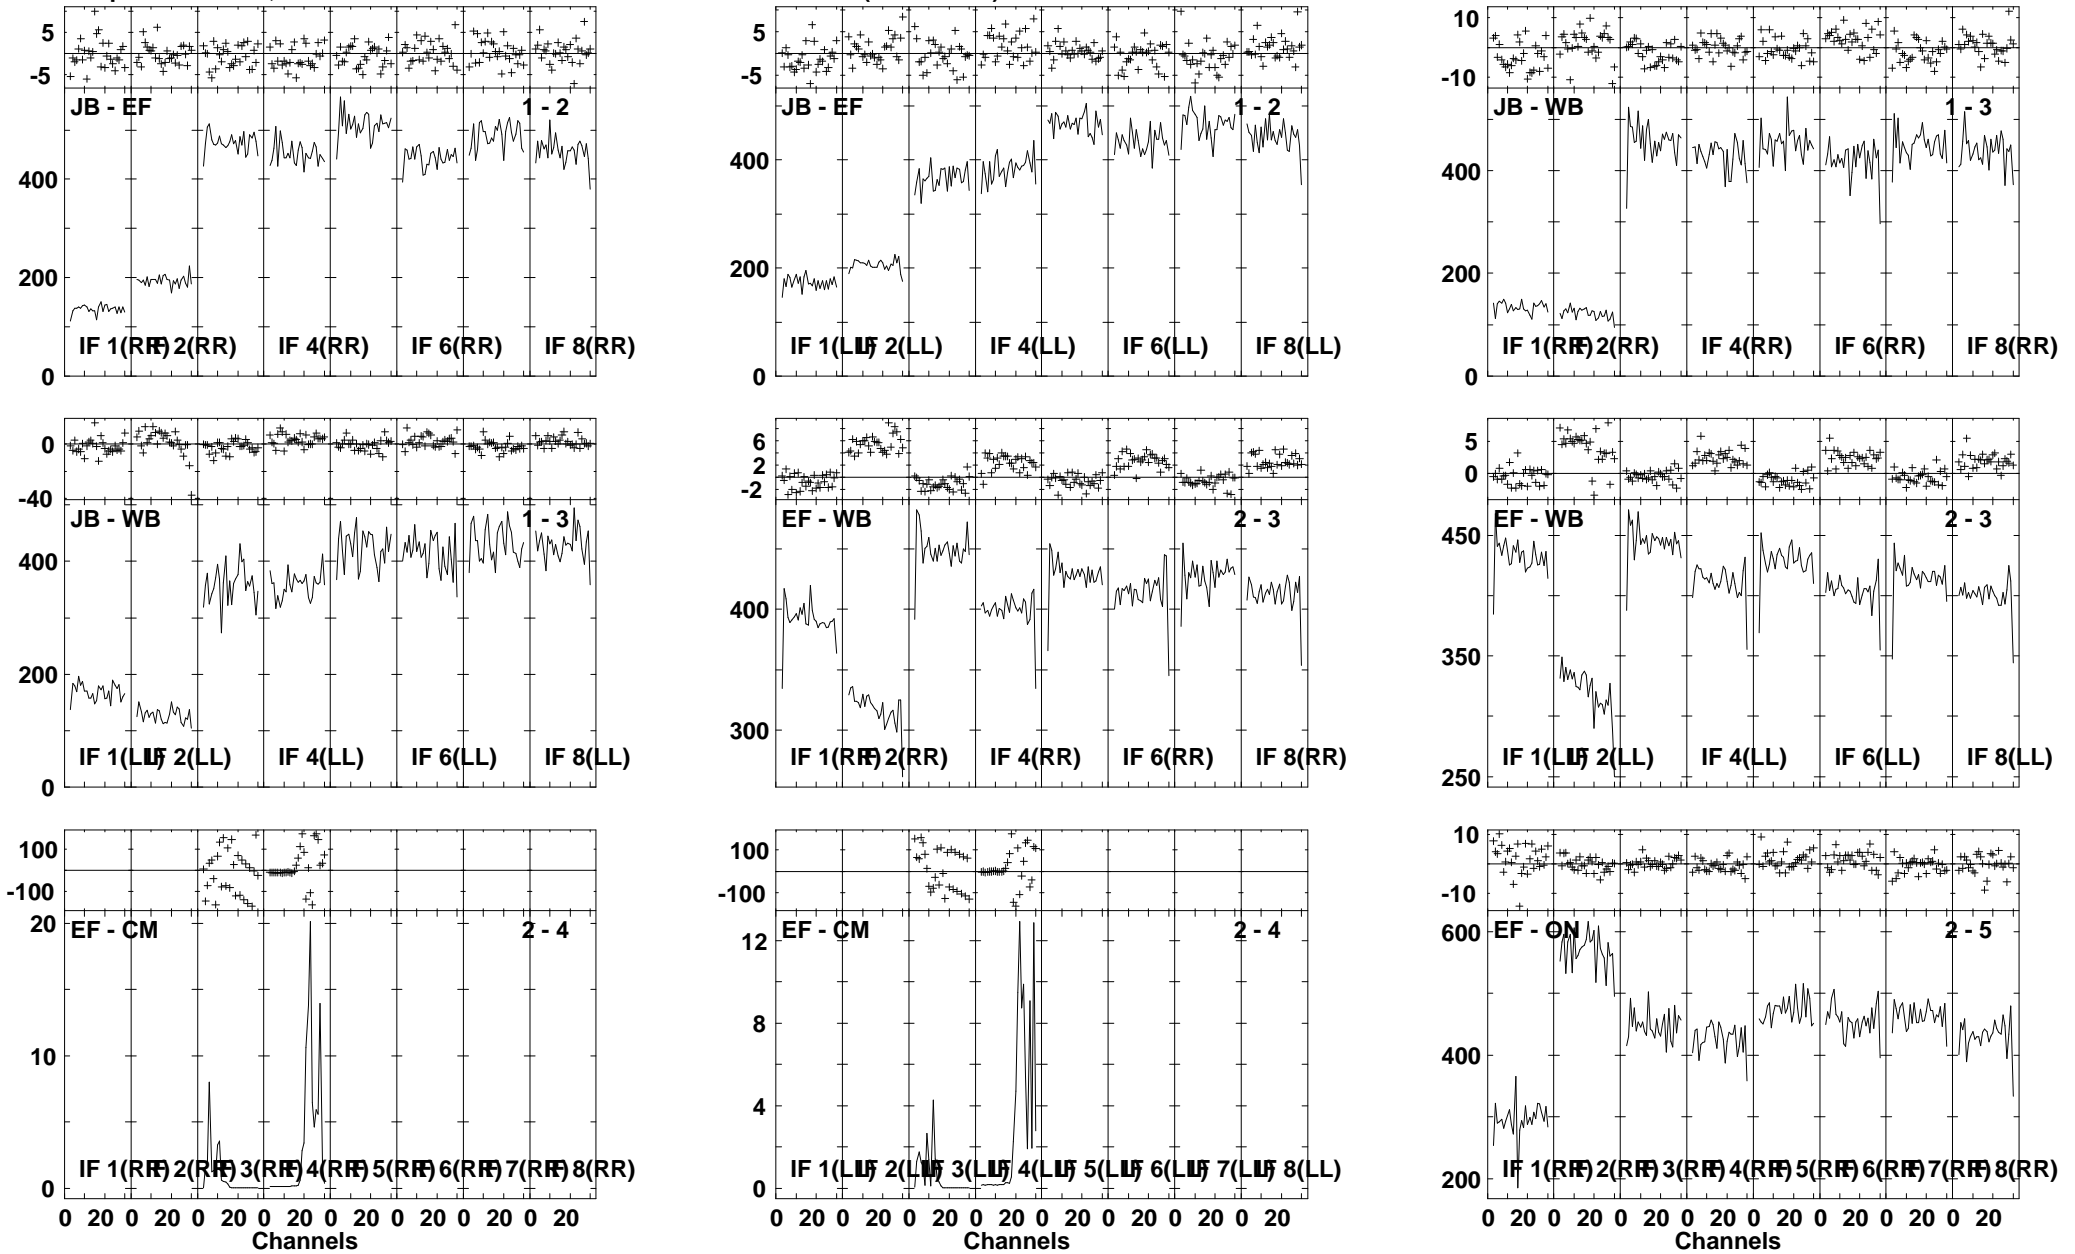 5 5 10
-5 -5 -10
JB - EF 1 - 2 JB - EF 1 - 2 JB - WB 1 - 3
400 400 400
200 200 200
IF 1(RR) IF 2(RR) IF 4(RR) IF 6(RR) IF 8(RR) IF 1(LL) IF 2(LL) IF 4(LL) IF 6(LL) IF 8(LL) IF 1(RR) IF 2(RR) IF 4(RR) IF 6(RR) IF 8(RR)
0 0 0
0 6 5
2 0
-40 -2
JB - WB 1 - 3 EF - WB 2 - 3 EF - WB 2 - 3
400 400 450
200 300 350
IF 1(LL) IF 2(LL) IF 4(LL) IF 6(LL) IF 8(LL) IF 1(RR) IF 2(RR) IF 4(RR) IF 6(RR) IF 8(RR) IF 1(LL) IF 2(LL) IF 4(LL) IF 6(LL) IF 8(LL)
0 250
100 100 10
-100 -100 -10
EF - CM 2 - 4 EF - CM 2 - 4 EF - ON 2 - 5
20 12 600
10 8 400
4
IF 1(RR) IF 2(RR) IF 3(RR) IF 4(RR) IF 5(RR) IF 6(RR) IF 7(RR) IF 8(RR) IF 1(LL) IF 2(LL) IF 3(LL) IF 4(LL) IF 5(LL) IF 6(LL) IF 7(LL) IF 8(LL) IF 1(RR) IF 2(RR) IF 3(RR) IF 4(RR) IF 5(RR) IF 6(RR) IF 7(RR) IF 8(RR)
0 0 200
0 20 0 20 0 20 0 20 0 20 0 20 0 20 0 20 0 20 0 20 0 20 0 20 0 20 0 20 0 20 0 20 0 20 0 20 0 20 0 20 0 20 0 20 0 20 0 20
Channels Channels Channels